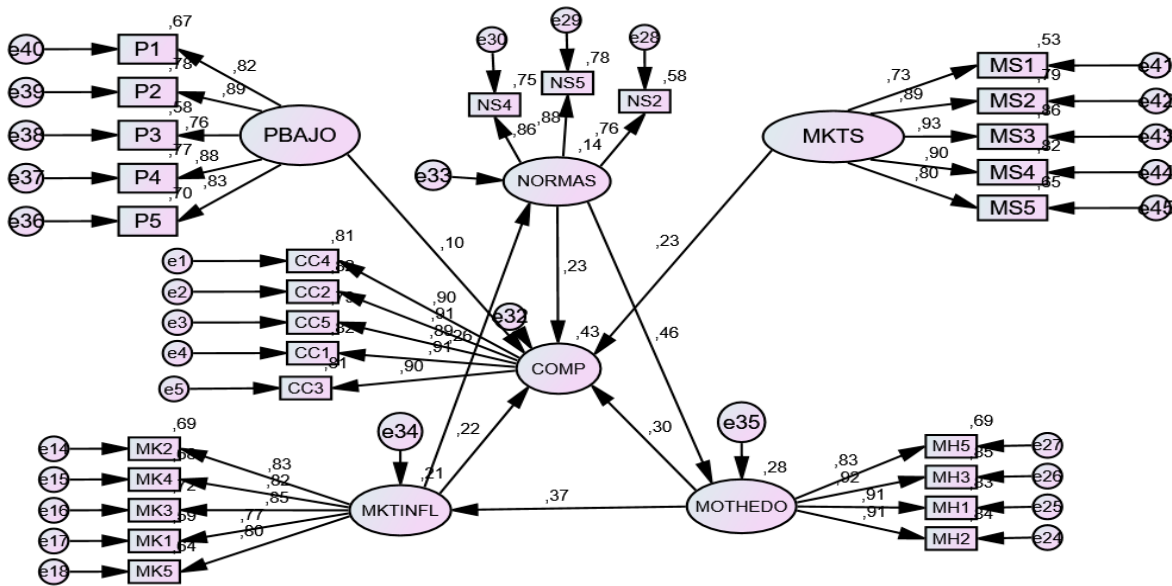 e40
P1
,67
e39
P2
,78
e38
P3
,58
e37
P4
,77
e36
P5
,70
,82
,89
,76
,88
,83
PBAJO
e30
e29
e28
NS4
,75
NS5
,78
NS2
,58
,86
,88
,76
,14
e33
NORMAS
MKTS
,73
,89
,93
,90
,80
MS1
,53
e41
MS2
,79
e42
MS3
,86
e43
MS4
,82
e44
MS5
,65
e45
,10
,23
,23
,46
e1
CC4
,81
e2
CC2
e3
CC5
e4
CC1
,82
e5
CC3
,81
,90
,91
,89
,91
,90
,26
e32
,43
COMP
e14
MK2
,69
e15
MK4
,68
e16
MK3
,72
e17
MK1
,59
e18
MK5
,64
,83
,82
,85
,77
,80
e34
,21
MKTINFL
,22
,30
,37
e35
,28
MOTHEDO
,83
,92
,91
,91
MH5
,69
e27
MH3
,85
e26
MH1
,83
e25
MH2
,84
e24